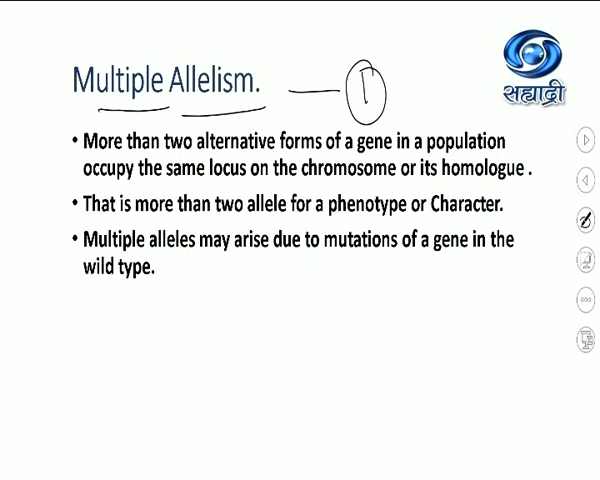 Multiple Allelism.
सह्याद्री
• More than two alternative forms of a gene in a population
occupy the same locus on the chromosome or its homologue .
• That is more than two allele for a phenotype or Character.
• Multiple alleles may arise due to mutations of a gene in the
wild type.